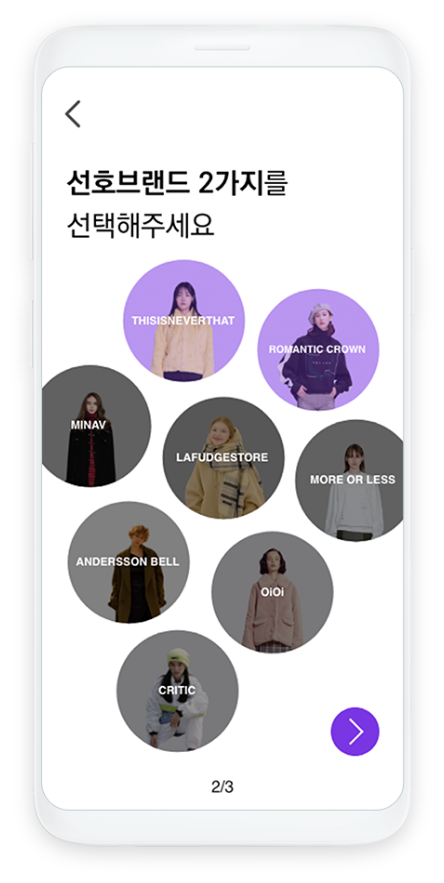 선호브랜드 2가지를
선택해주세요
THISISNEVERTHAT
ROMANTIC CROWN
MINAV
LAFUDGESTORE
MORE OR LESS
ANDERSSON BELL
OiOi
CRITIC
2/3